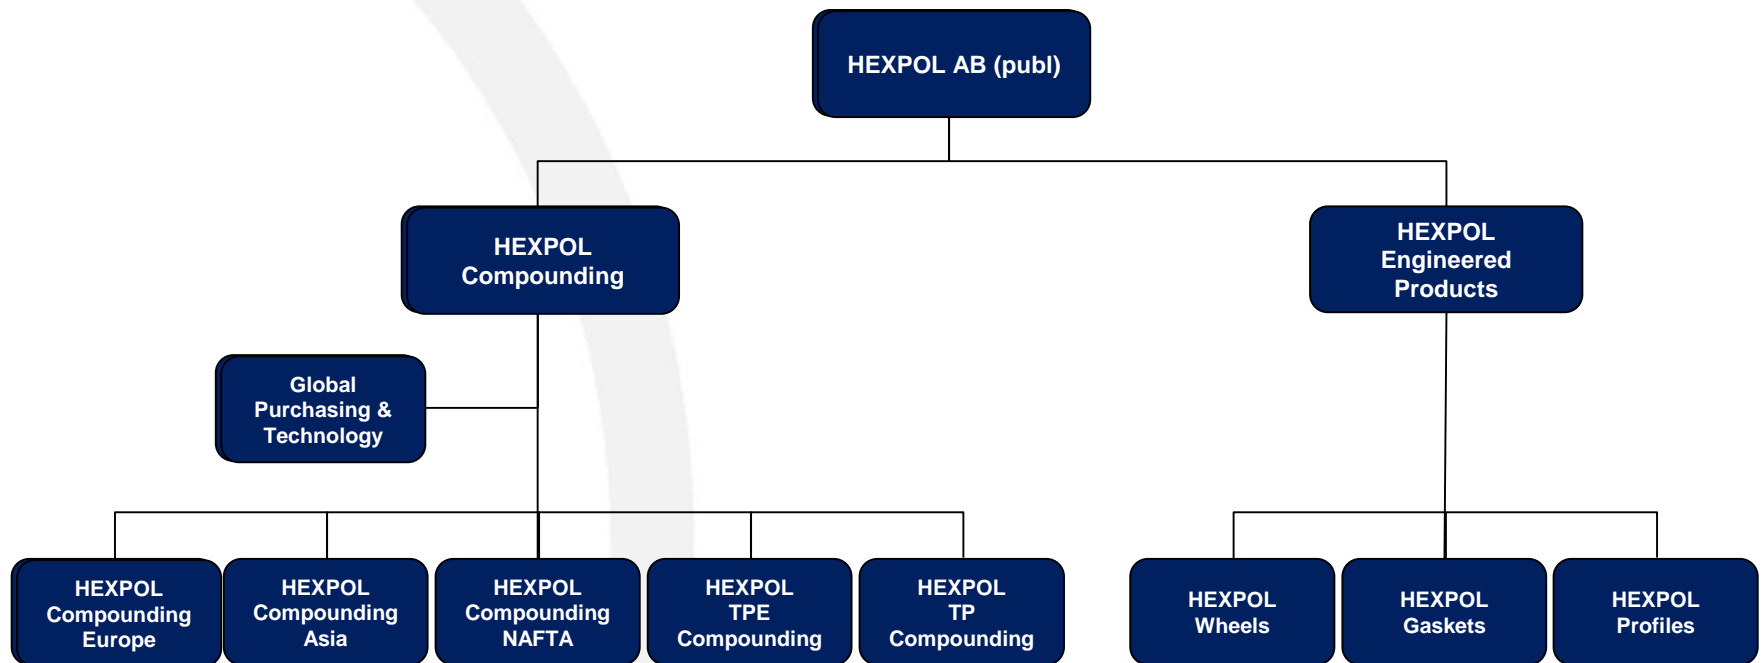 HEXPOL AB (publ)
HEXPOL
Compounding
HEXPOL
Engineered
Products
Global
Purchasing &
Technology
HEXPOL
Compounding
Europe
HEXPOL
Compounding
Asia
HEXPOL
Compounding
NAFTA
HEXPOL
TPE
Compounding
HEXPOL
TP
Compounding
HEXPOL
Wheels
HEXPOL
Gaskets
HEXPOL
Profiles